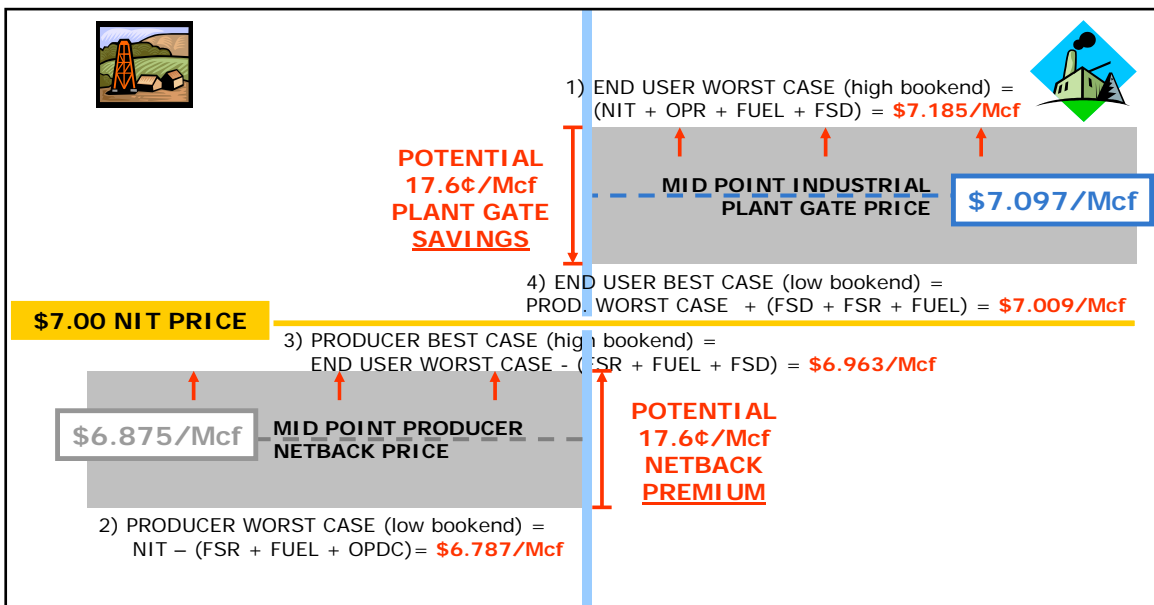 1) END USER WORST CASE (high bookend) =
(NIT + OPR + FUEL + FSD) = $7.185/Mcf
POTENTIAL
17.6¢/Mcf
PLANT GATE
SAVINGS
MID POINT INDUSTRIAL
PLANT GATE PRICE
$7.097/Mcf
4) END USER BEST CASE (low bookend) =
PROD. WORST CASE + (FSD + FSR + FUEL) = $7.009/Mcf
$7.00 NIT PRICE
3) PRODUCER BEST CASE (high bookend) =
END USER WORST CASE - (FSR + FUEL + FSD) = $6.963/Mcf
$6.875/Mcf
MID POINT PRODUCER
NETBACK PRICE
POTENTIAL
17.6¢/Mcf
NETBACK
PREMIUM
2) PRODUCER WORST CASE (low bookend) =
NIT – (FSR + FUEL + OPDC)= $6.787/Mcf